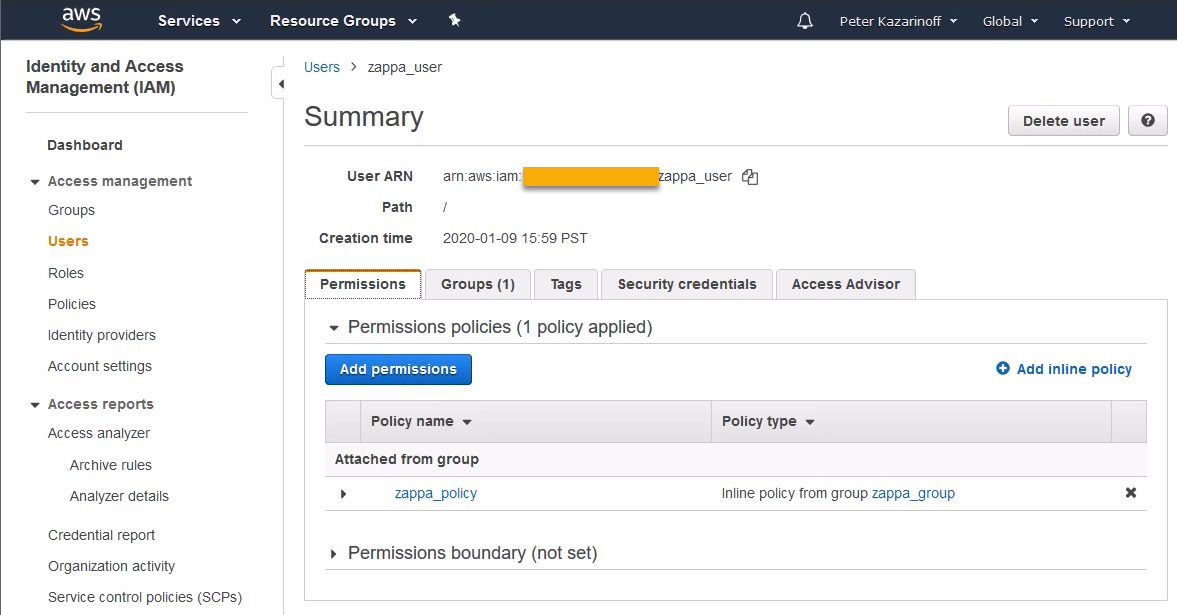 aws Services Resource Groups Peter Kazarinoff Global Support
Identity and Access
Management (IAM)
Dashboard
Access management
Groups
Users
Roles
Policies
Identity providers
Account settings
Access reports
Access analyzer
Archive rules
Analyzer details
Credential report
Organization activity
Service control policies (SCPs)
Users > zappa_user
Summary
Delete user ?
User ARN arn:aws:iam: zappa_user
Path /
Creation time 2020-01-09 15:59 PST
Permissions Groups (1) Tags Security credentials Access Advisor
Permissions policies (1 policy applied)
Add permissions Add inline policy
Policy name Policy type
Attached from group
zappa_policy Inline policy from group zappa_group
Permissions boundary (not set)